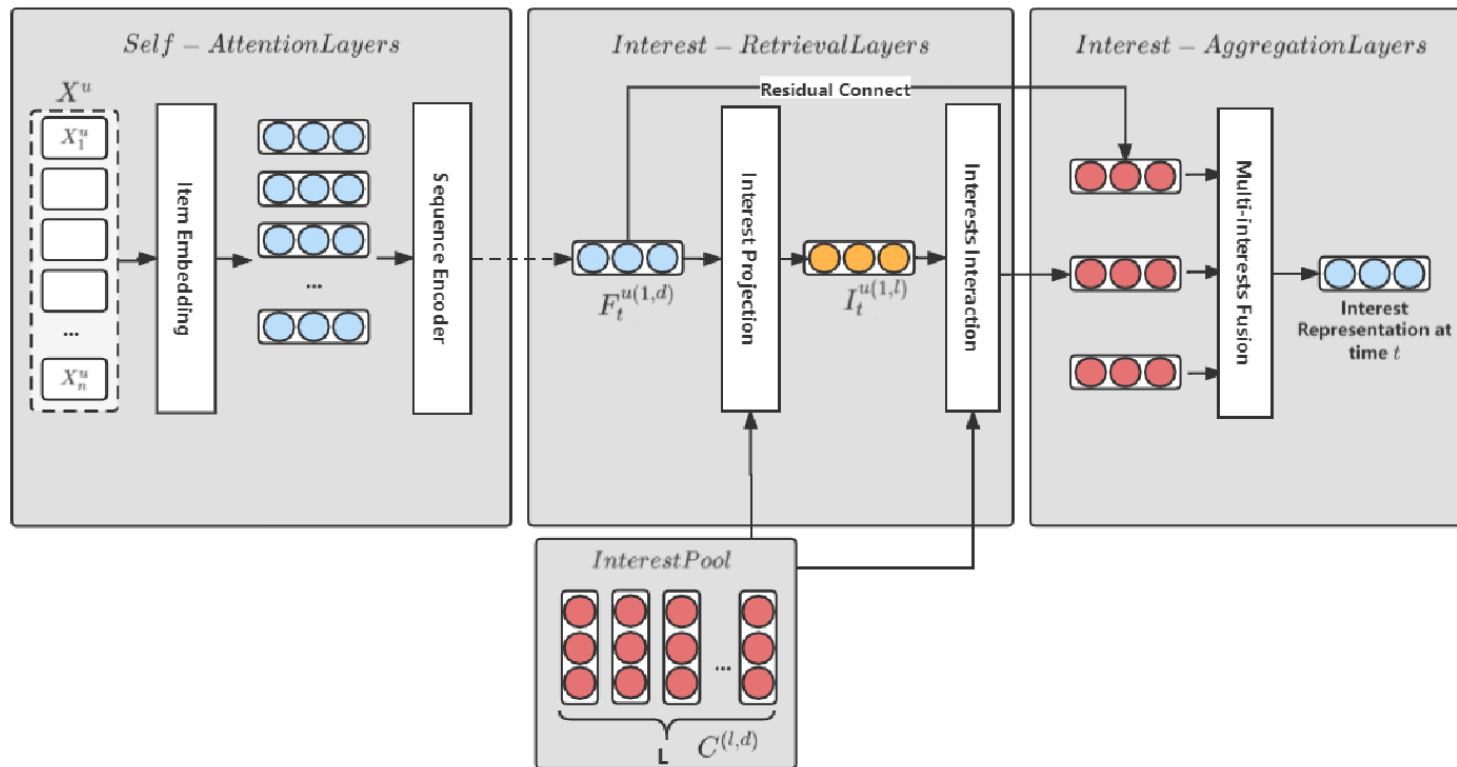 Self − AttentionLayers
X^u
X_1^u
...
X_n^u
Item Embedding
...
Sequence Encoder
Interest − RetrievalLayers
Residual Connect
F_t^{u(1,d)}
Interest Projection
I_t^{u(1,l)}
Interests Interaction
Interest − AggregationLayers
Multi-interests Fusion
Interest
Representation at
time t
InterestPool
...
L C^{(l,d)}